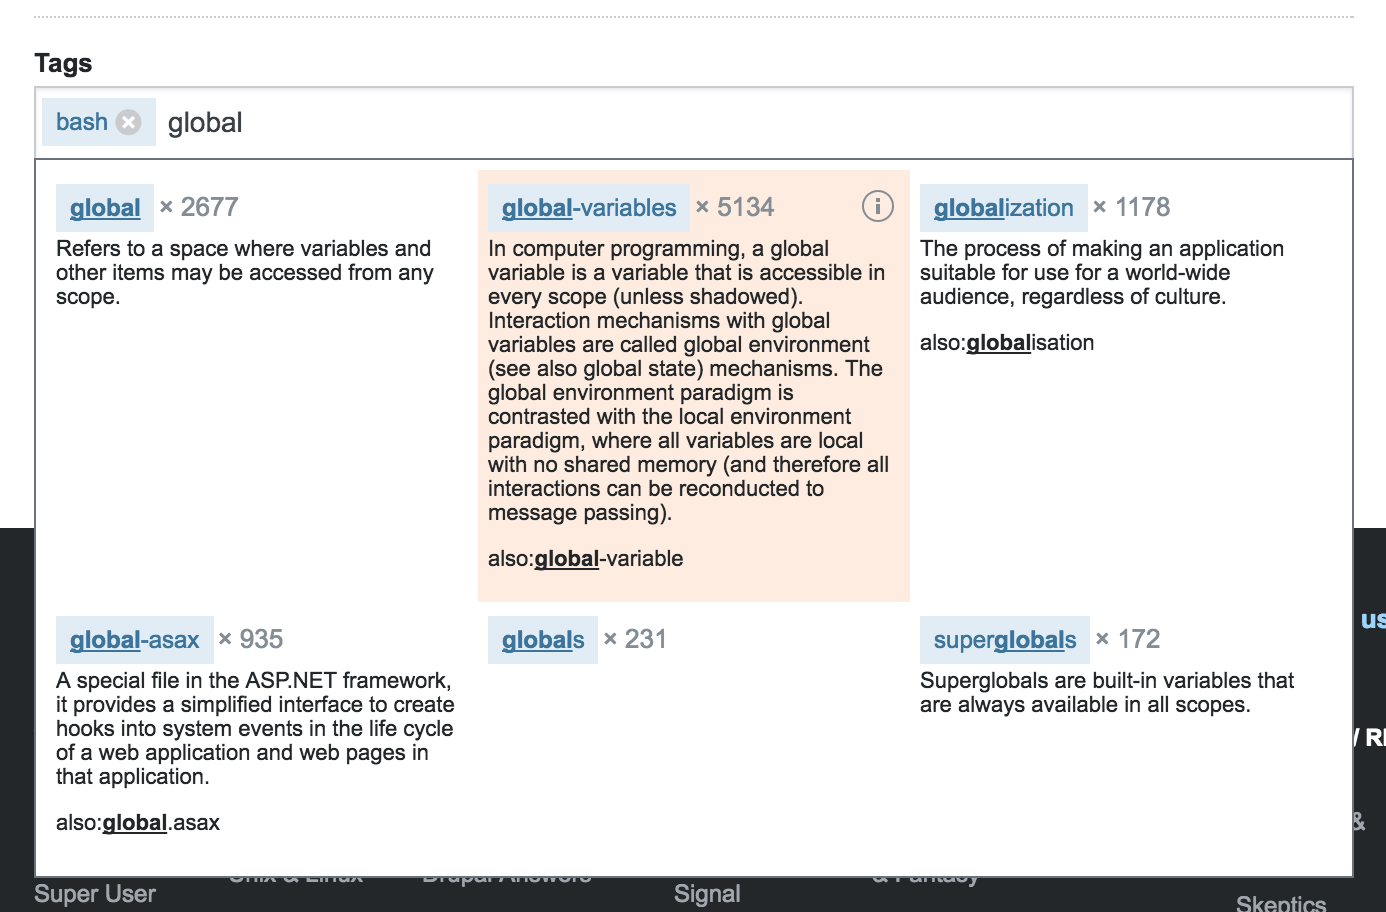 Tags
bash global
global × 2677
Refers to a space where variables and
other items may be accessed from any
scope.
global-variables × 5134
In computer programming, a global
variable is a variable that is accessible in
every scope (unless shadowed).
Interaction mechanisms with global
variables are called global environment
(see also global state) mechanisms. The
global environment paradigm is
contrasted with the local environment
paradigm, where all variables are local
with no shared memory (and therefore all
interactions can be reconducted to
message passing).
also:global-variable
globalization × 1178
The process of making an application
suitable for use for a world-wide
audience, regardless of culture.
also:globalisation
global-asax × 935
A special file in the ASP.NET framework,
it provides a simplified interface to create
hooks into system events in the life cycle
of a web application and web pages in
that application.
also:global.asax
globals × 231
superglobals × 172
Superglobals are built-in variables that
are always available in all scopes.
us
/ R
&
Unix & Linux
Drupal Answers
& Fantasy
Super User
Signal
Skeptics